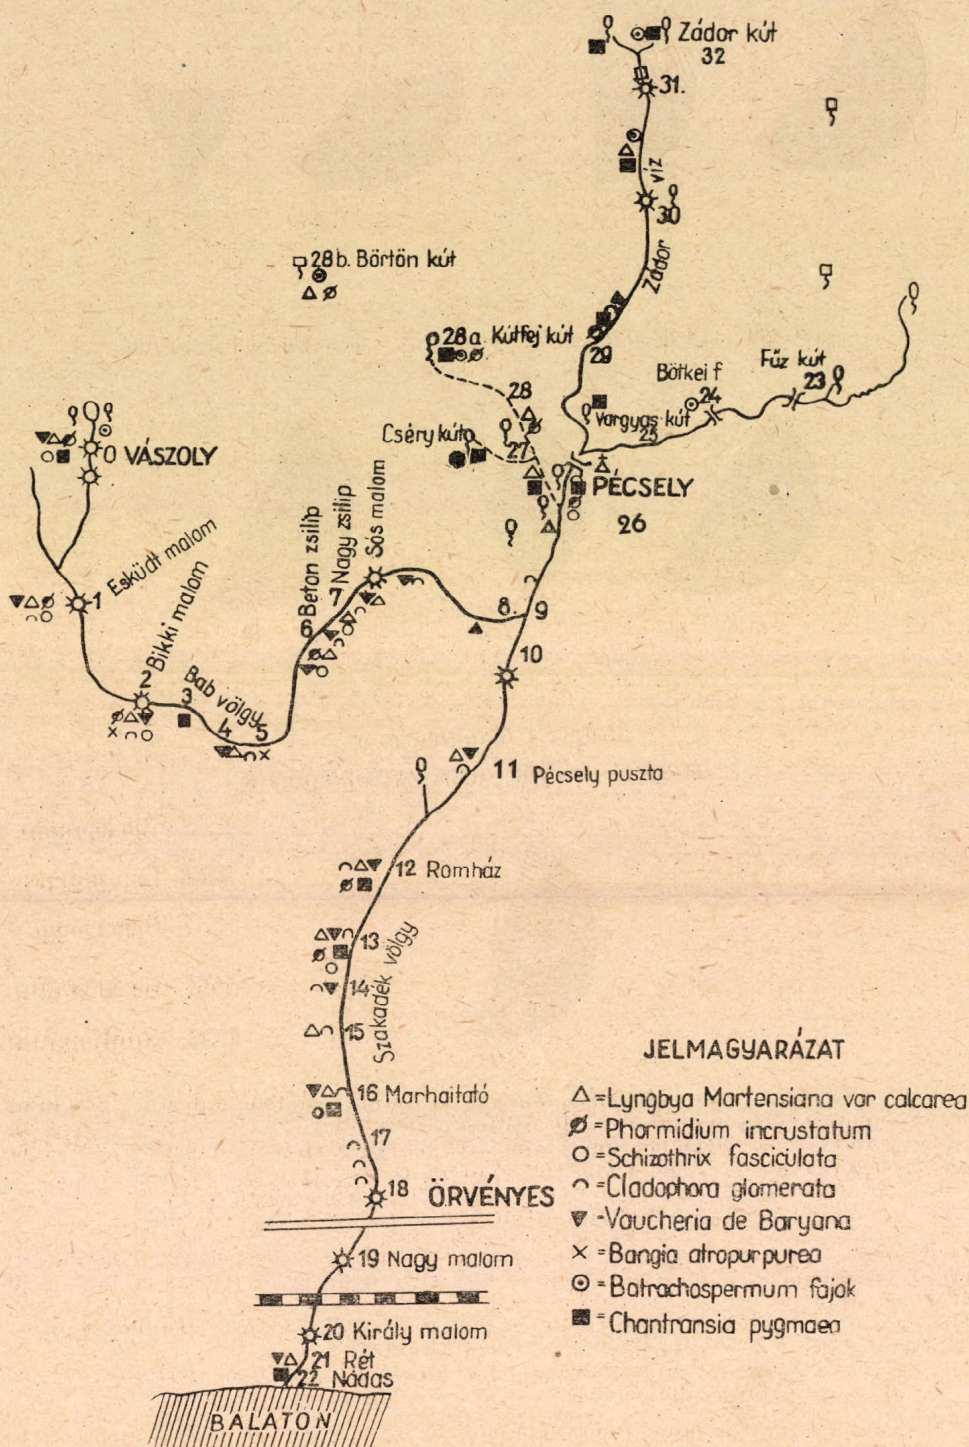 Zádor kút
32
31.
víz
30
Zádor
28b. Börtön kút
28a Kútfej kút
29
28
Bötkei f
24
Fűz kút
23
Vargyas kút
25
Cséry kút
27
0 VÁSZOLY
PÉCSELY
26
Esküdt malom
1
Bikki malom
2
3
Bab völgy
4
5
6
Beton zsilip
7
Nagy zsilip
Sós malom
8.
9
10
11 Pécsely puszta
12 Romház
13
Szakadék völgy
14
15
16 Marhaitató
17
18 ÖRVÉNYES
19 Nagy malom
20 Király malom
21 Rét
22 Nádas
BALATON
JELMAGYARÁZAT
△ = Lyngbya Martensiana var calcarea
= Phormidium incrustatum
○ = Schizothrix fasciculata
= Cladophora glomerata
▼ - Vaucheria de Baryana
× = Bangia atropurpurea
⊙ = Batrachospermum fajok
■ = Chantransia pygmaea